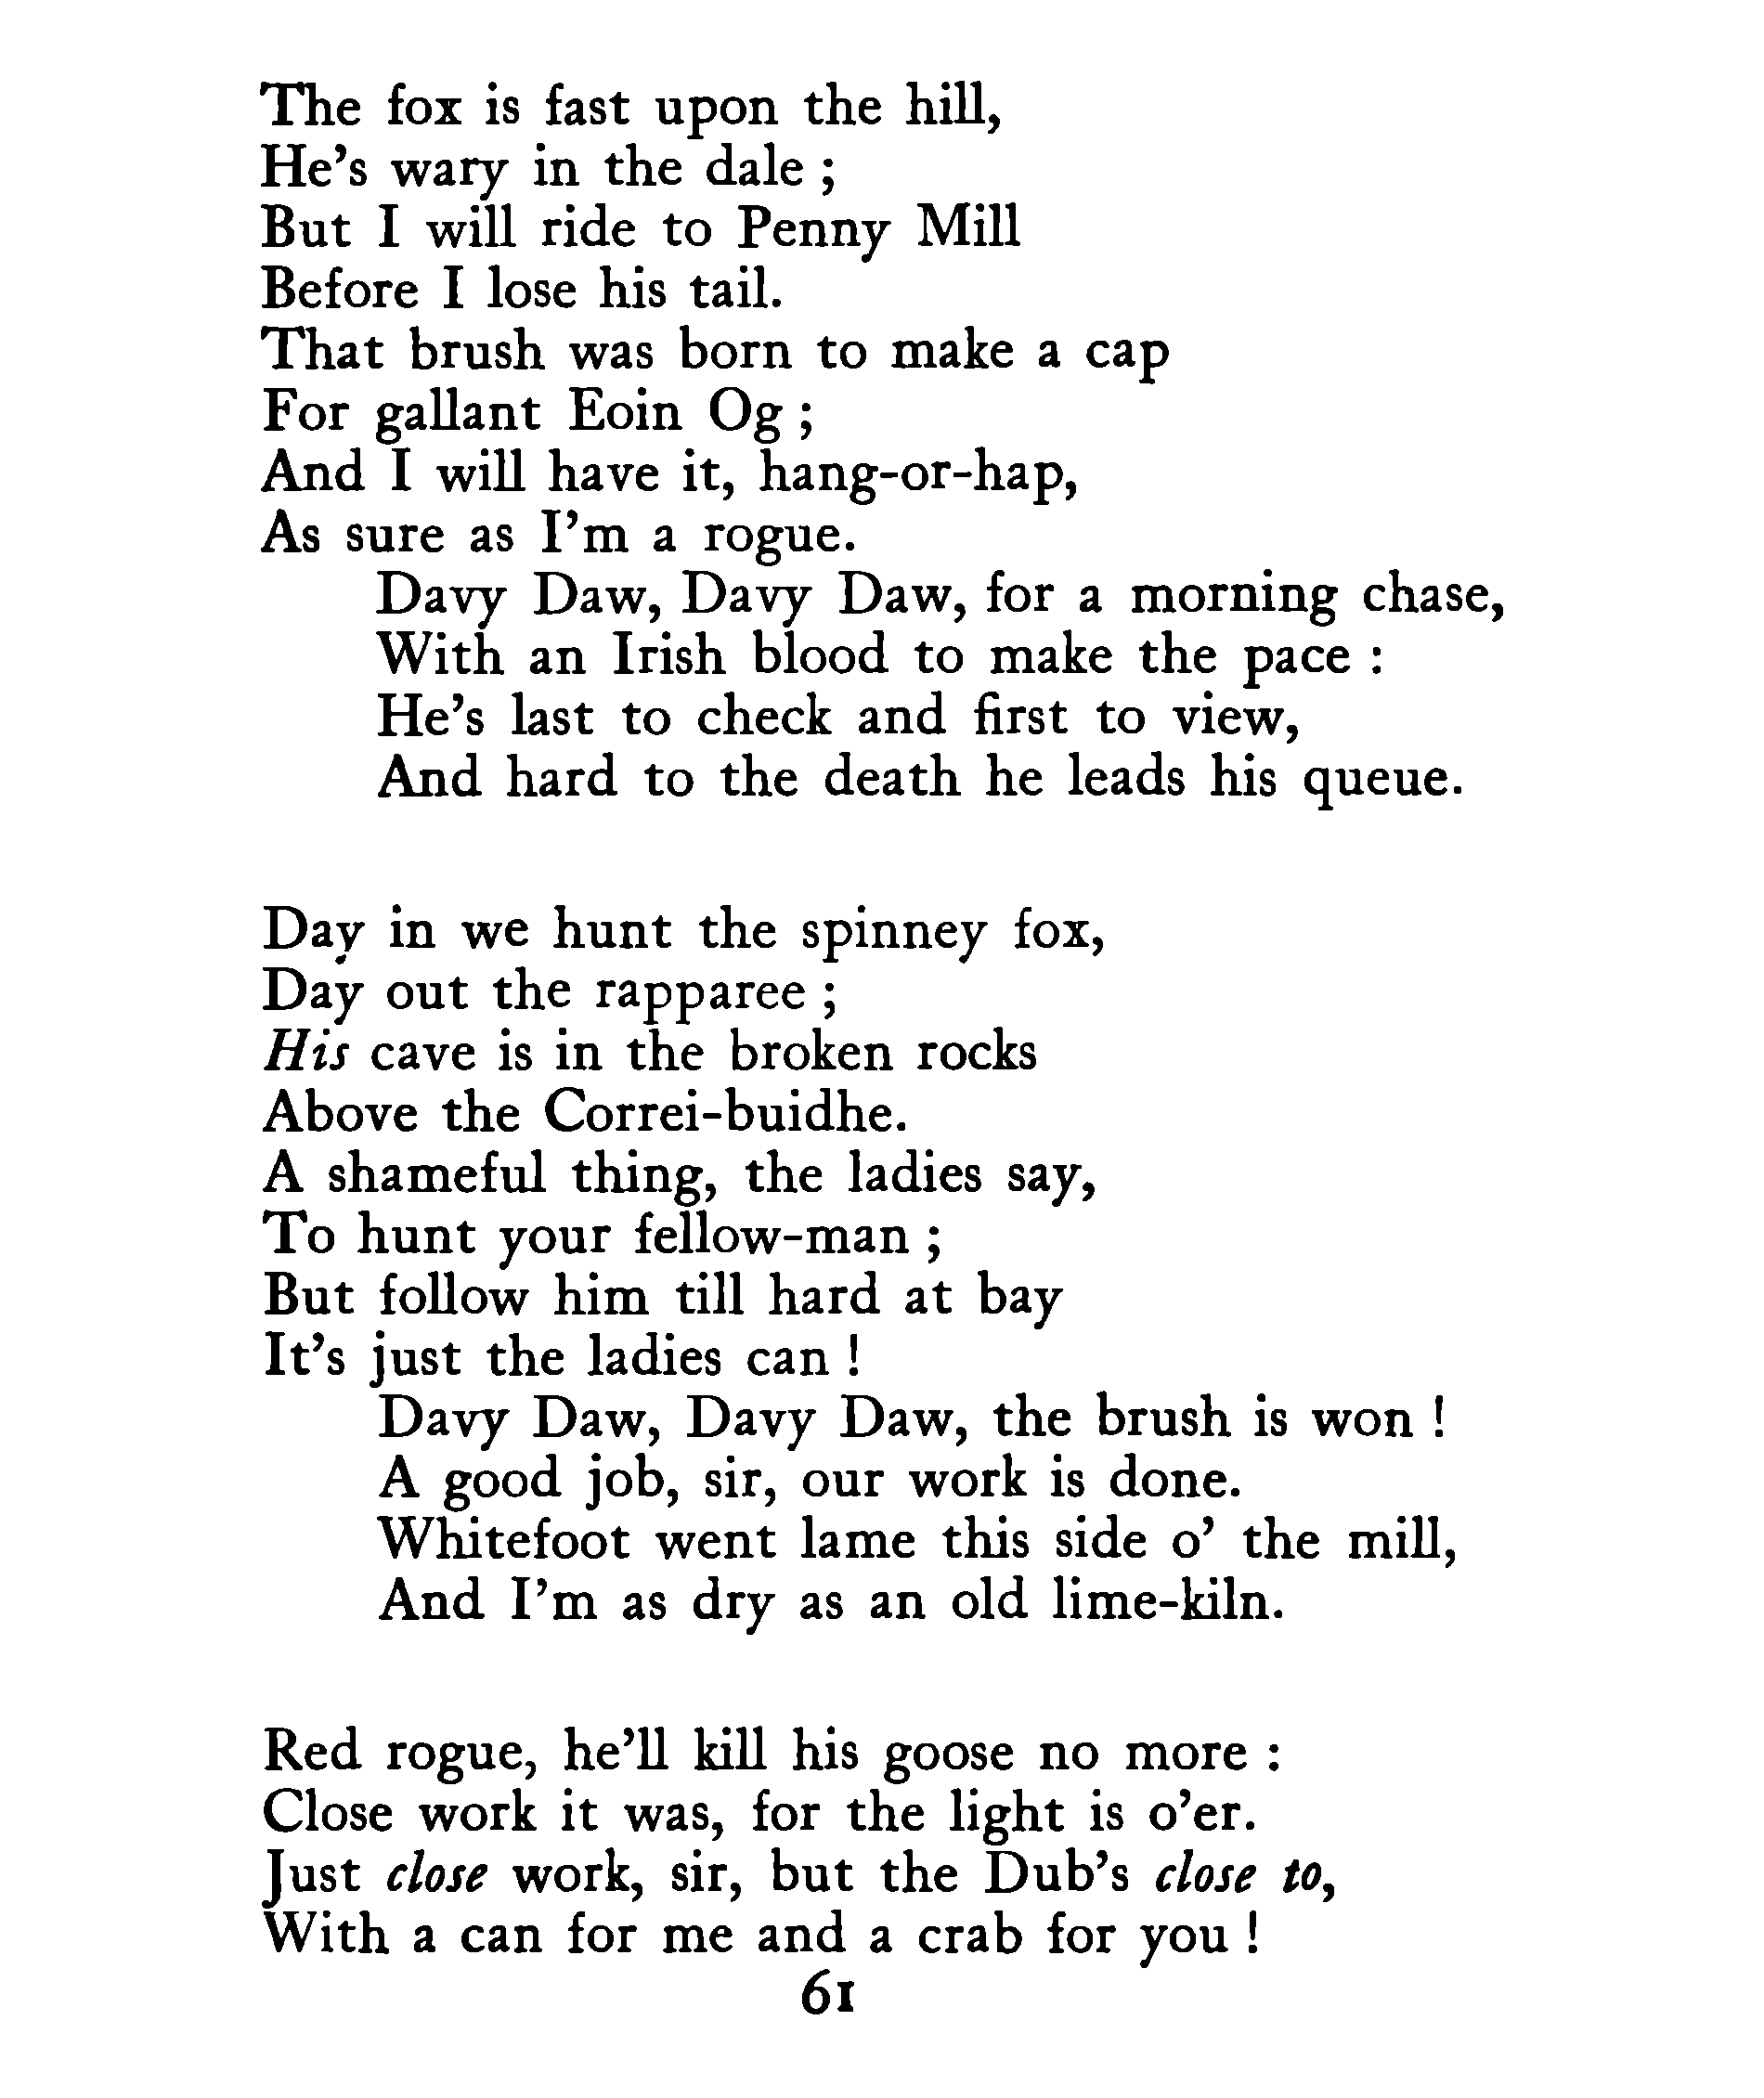 The fox is fast upon the hill,
He's wary in the dale ;
But I will ride to Penny Mill
Before I lose his tail.
That brush was born to make a cap
For gallant Eoin Og ;
And I will have it, hang-or-hap,
As sure as I'm a rogue.
Davy Daw, Davy Daw, for a morning chase,
With an Irish blood to make the pace :
He's last to check and first to view,
And hard to the death he leads his queue.
Day in we hunt the spinney fox,
Day out the rapparee ;
His cave is in the broken rocks
Above the Correi-buidhe.
A shameful thing, the ladies say,
To hunt your fellow-man ;
But follow him till hard at bay
It's just the ladies can !
Davy Daw, Davy Daw, the brush is won !
A good job, sir, our work is done.
Whitefoot went lame this side o' the mill,
And I'm as dry as an old lime-kiln.
Red rogue, he'll kill his goose no more :
Close work it was, for the light is o'er.
Just close work, sir, but the Dub's close to,
With a can for me and a crab for you !
61